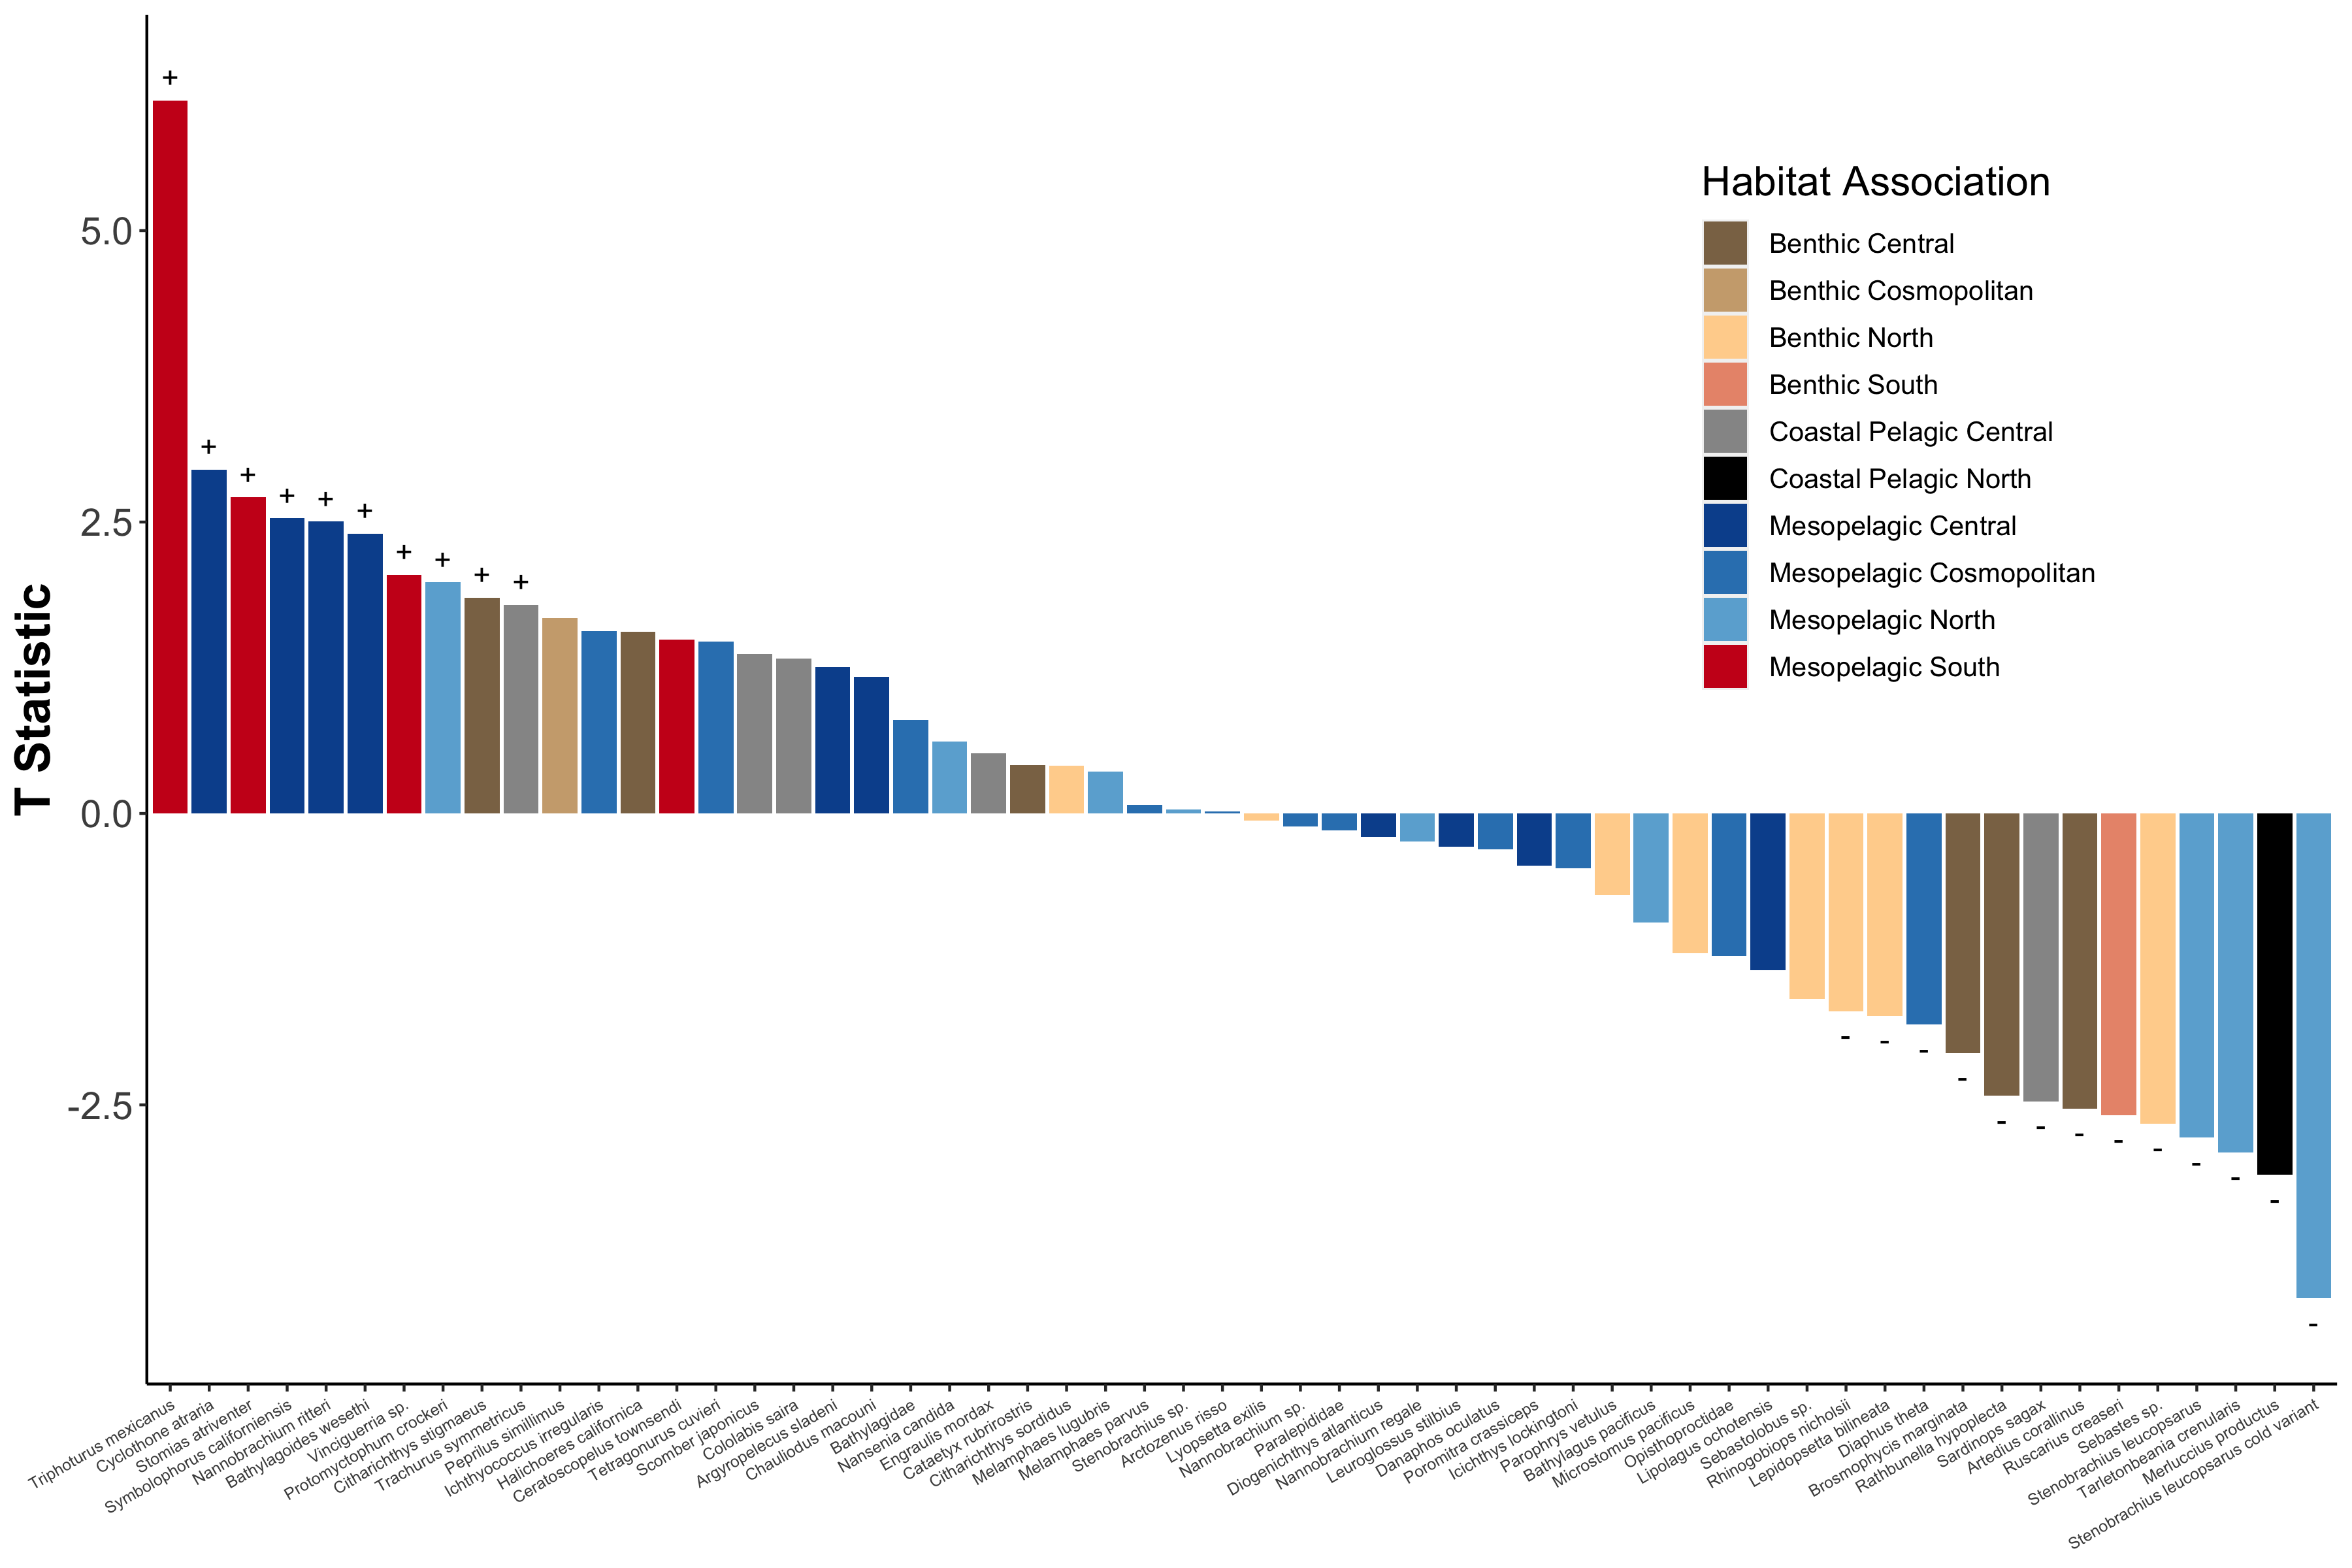 T Statistic
5.0
2.5
0.0
-2.5
+ + + + + + + + + +
- - - - - - - - - - - - -
Habitat Association
Benthic Central
Benthic Cosmopolitan
Benthic North
Benthic South
Coastal Pelagic Central
Coastal Pelagic North
Mesopelagic Central
Mesopelagic Cosmopolitan
Mesopelagic North
Mesopelagic South
Triphoturus mexicanus
Cyclothone atraria
Stomias atriventer
Symbolophorus californiensis
Nannobrachium ritteri
Bathylagoides wesethi
Vinciguerria sp.
Protomyctophum crockeri
Citharichthys stigmaeus
Trachurus symmetricus
Peprilus simillimus
Ichthyococcus irregularis
Halichoeres californica
Ceratoscopelus townsendi
Tetragonurus cuvieri
Scomber japonicus
Cololabis saira
Argyropelecus sladeni
Chauliodus macouni
Bathylagidae
Nansenia candida
Engraulis mordax
Cataetyx rubrirostris
Citharichthys sordidus
Melamphaes lugubris
Melamphaes parvus
Stenobrachius sp.
Arctozenus risso
Lyopsetta exilis
Nannobrachium sp.
Paralepididae
Diogenichthys atlanticus
Nannobrachium regale
Leuroglossus stilbius
Danaphos oculatus
Poromitra crassiceps
Icichthys lockingtoni
Parophrys vetulus
Bathylagus pacificus
Microstomus pacificus
Opisthoproctidae
Lipolagus ochotensis
Sebastolobus sp.
Rhinogobiops nicholsii
Lepidopsetta bilineata
Diaphus theta
Brosmophycis marginata
Rathbunella hypoplecta
Sardinops sagax
Artedius corallinus
Ruscarius creaseri
Sebastes sp.
Stenobrachius leucopsarus
Tarletonbeania crenularis
Merluccius productus
Stenobrachius leucopsarus cold variant